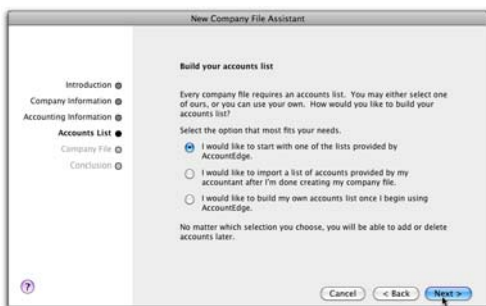 New Company File Assistant
Introduction
Company Information
Accounting Information
Accounts List
Company File
Conclusion
Build your accounts list
Every company file requires an accounts list. You may either select one
of ours, or you can use your own. How would you like to build your
accounts list?
Select the option that most fits your needs.
I would like to start with one of the lists provided by
AccountEdge.
I would like to import a list of accounts provided by my
accountant after I'm done creating my company file.
I would like to build my own accounts list once I begin using
AccountEdge.
No matter which selection you choose, you will be able to add or delete
accounts later.
?
Cancel
< Back
Next >